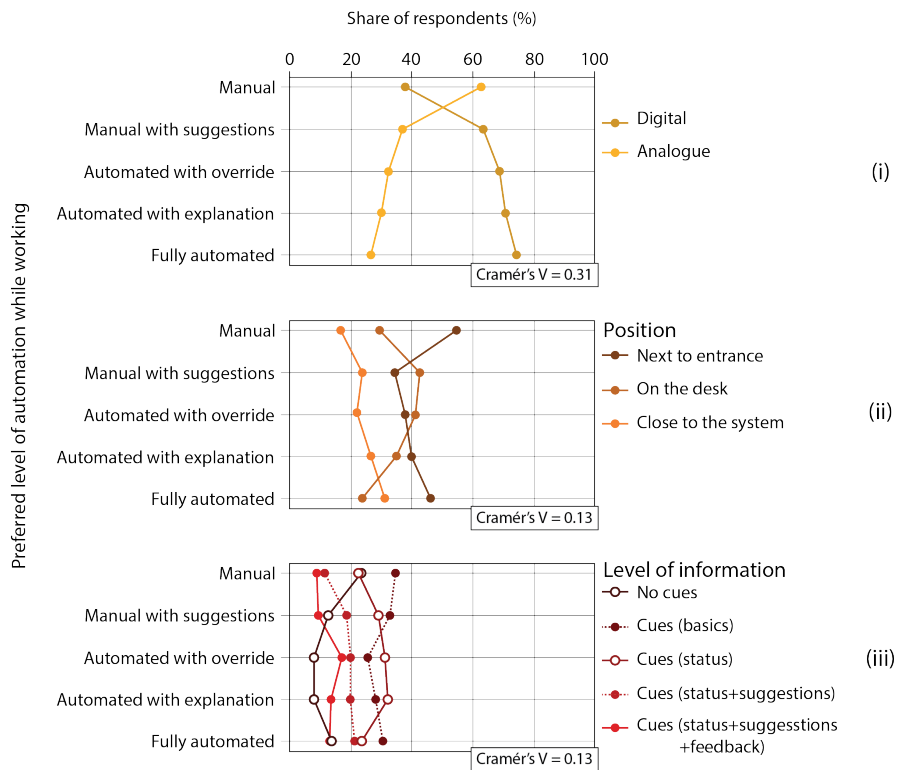 Share of respondents (%)
0 20 40 60 80 100
Preferred level of automation while working
Manual
Manual with suggestions
Automated with override
Automated with explanation
Fully automated
Digital
Analogue
(i)
Cramér's V = 0.31
Manual
Manual with suggestions
Automated with override
Automated with explanation
Fully automated
Position
Next to entrance
On the desk
Close to the system
(ii)
Cramér's V = 0.13
Manual
Manual with suggestions
Automated with override
Automated with explanation
Fully automated
Level of information
No cues
Cues (basics)
Cues (status)
Cues (status+suggestions)
Cues (status+suggesstions
+feedback)
(iii)
Cramér's V = 0.13